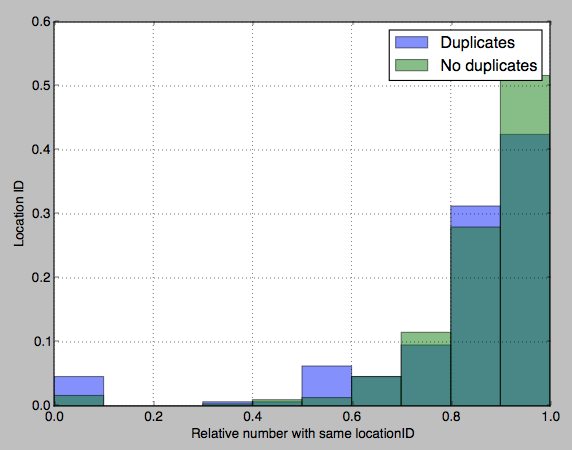 0.6
Duplicates
No duplicates
0.5
0.4
0.3
0.2
0.1
0.0
Location ID
0.0 0.2 0.4 0.6 0.8 1.0
Relative number with same locationID